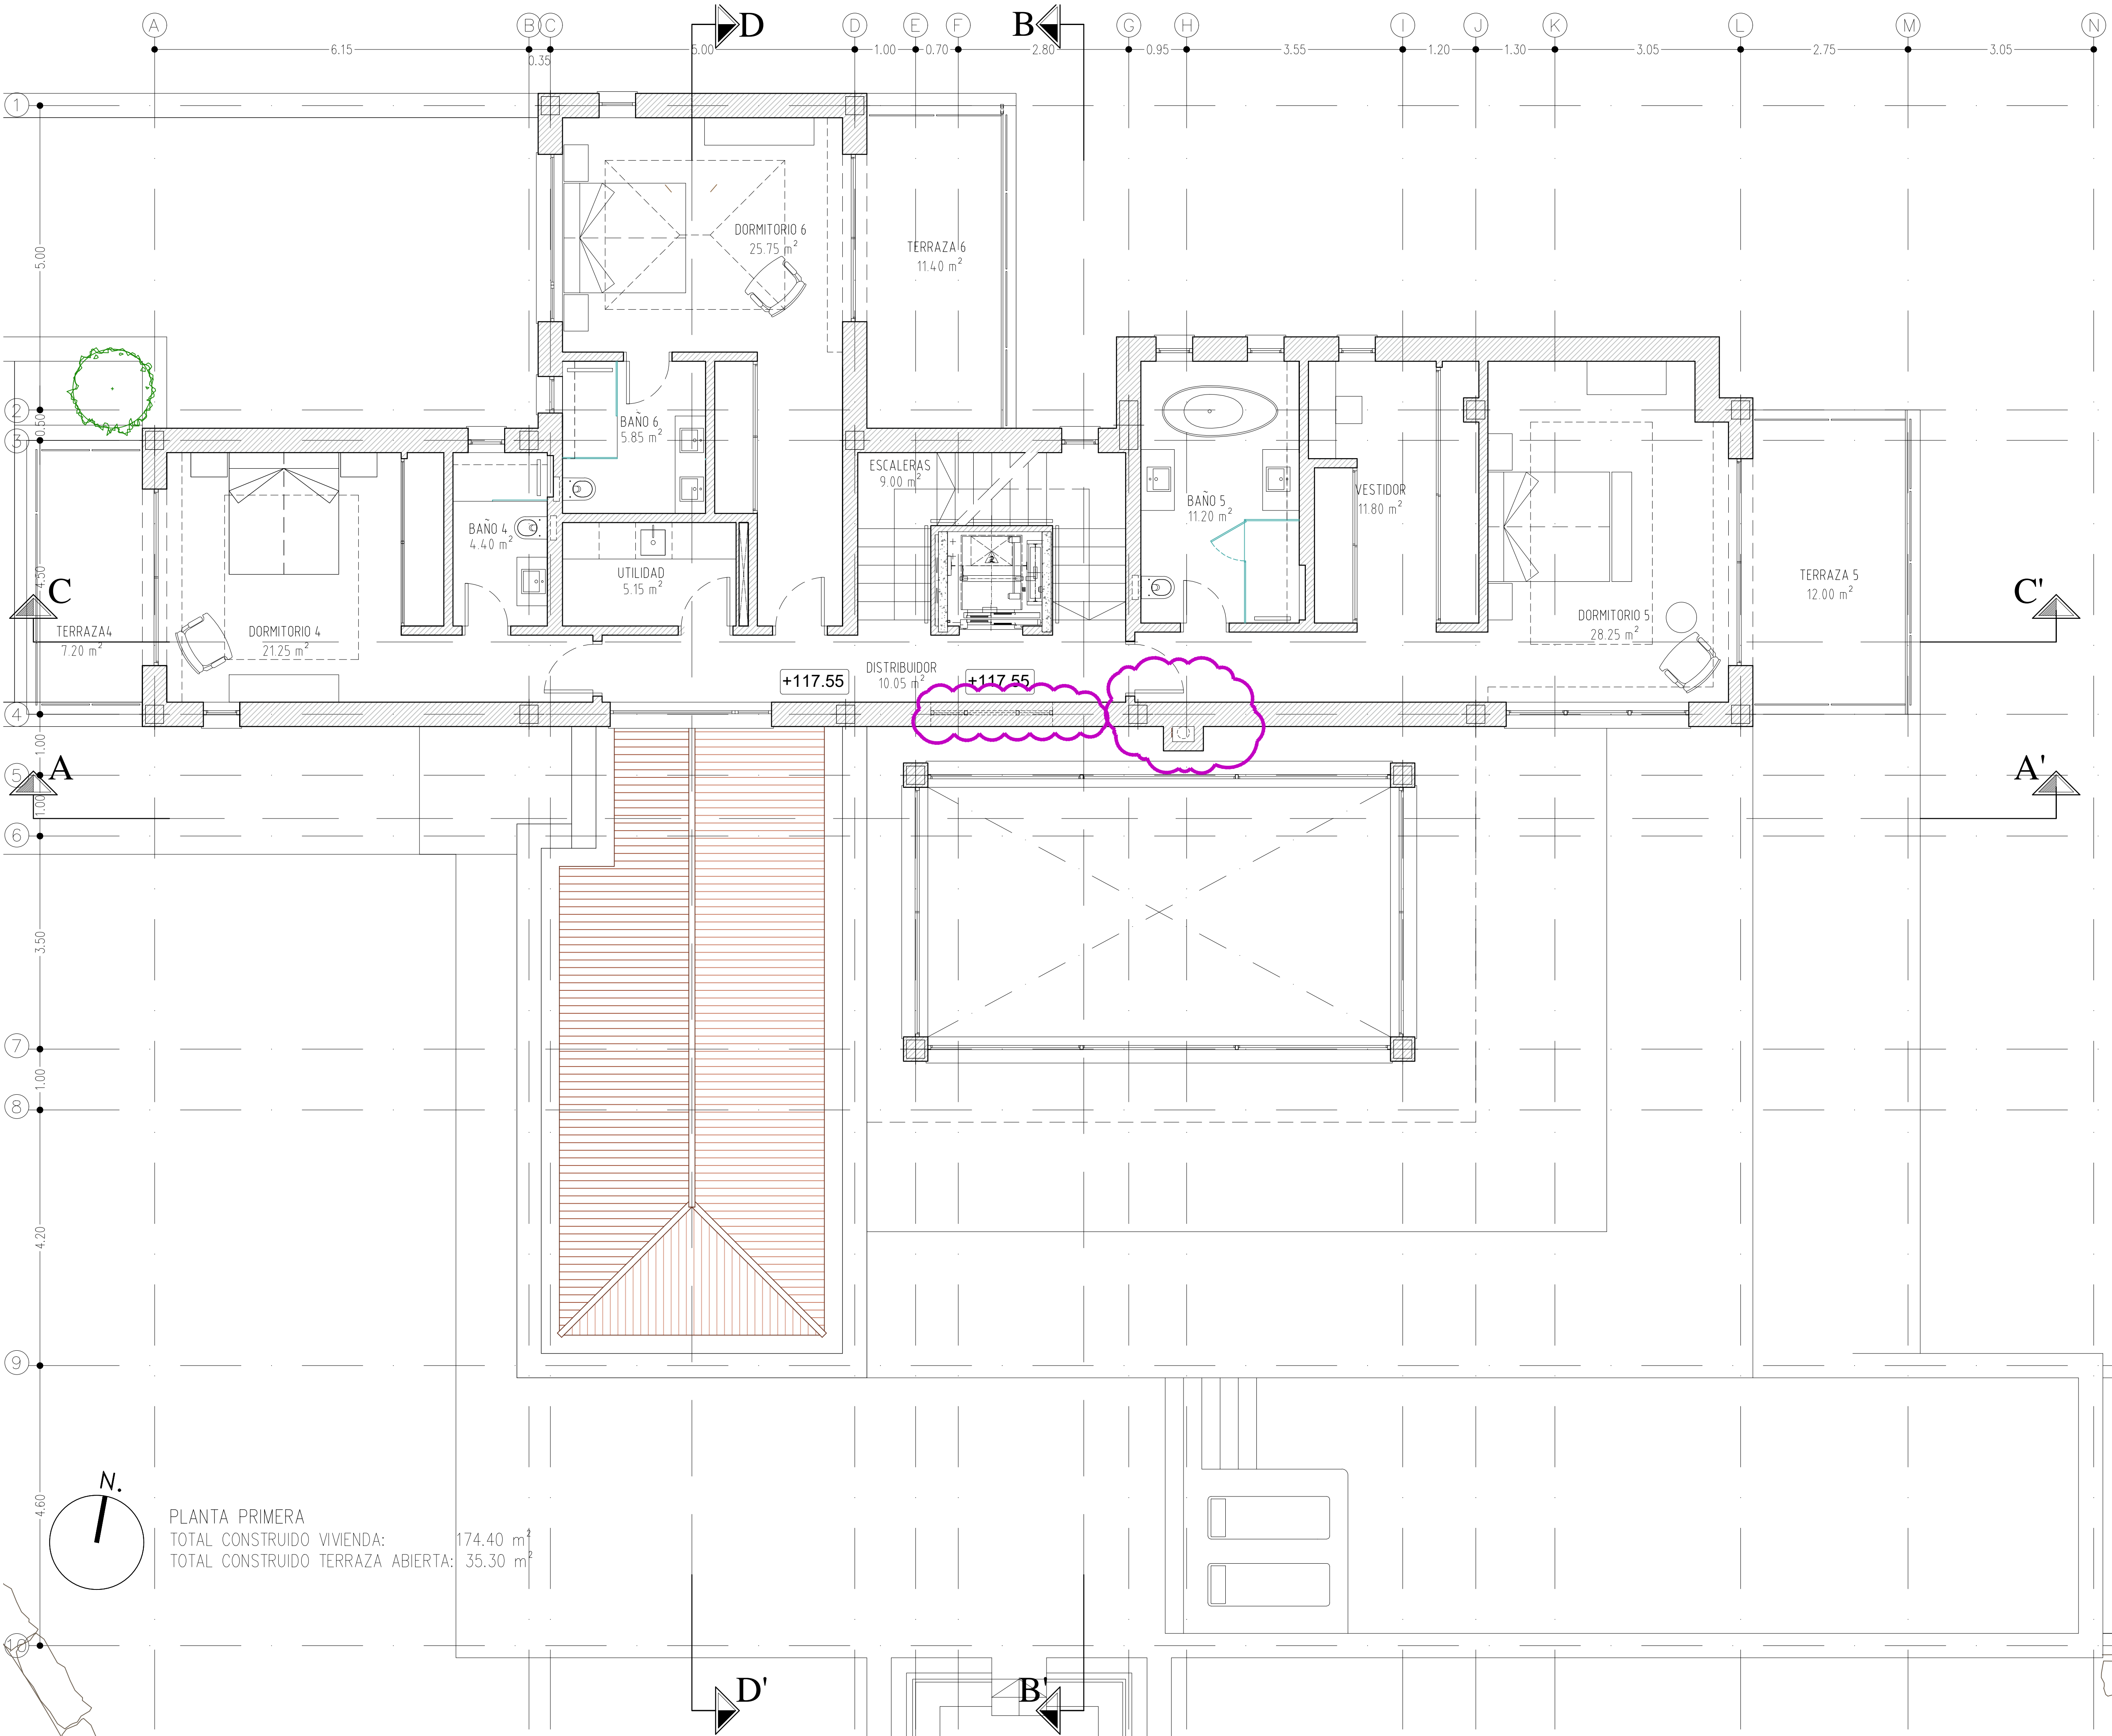 A B C D E F G H I J K L M N
D B
6.15 0.35 5.00 1.00 0.70 2.80 0.95 3.55 1.20 1.30 3.05 2.75 3.05
1
5.00
DORMITORIO 6
25.75 m²
TERRAZA 6
11.40 m²
2
0.50
3
BAÑO 6
5.85 m²
ESCALERAS
9.00 m²
BAÑO 5
11.20 m²
VESTIDOR
11.80 m²
BAÑO 4
4.40 m²
UTILIDAD
5.15 m²
4.50
C
C'
TERRAZA4
7.20 m²
DORMITORIO 4
21.25 m²
DORMITORIO 5
28.25 m²
TERRAZA 5
12.00 m²
DISTRIBUIDOR
10.05 m²
+117.55
+117.55
4
1.00
5
A
A'
1.00
6
3.50
7
1.00
8
4.20
9
4.60
N.
PLANTA PRIMERA
TOTAL CONSTRUIDO VIVIENDA: 174.40 m²
TOTAL CONSTRUIDO TERRAZA ABIERTA: 35.30 m²
10
D' B'